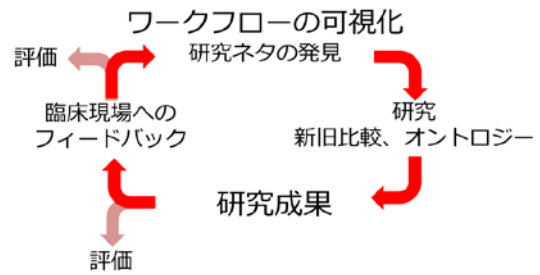 ワークフローの可視化
研究ネタの発見
評価
臨床現場への
フィードバック
研究
新旧比較、オントロジー
研究成果
評価